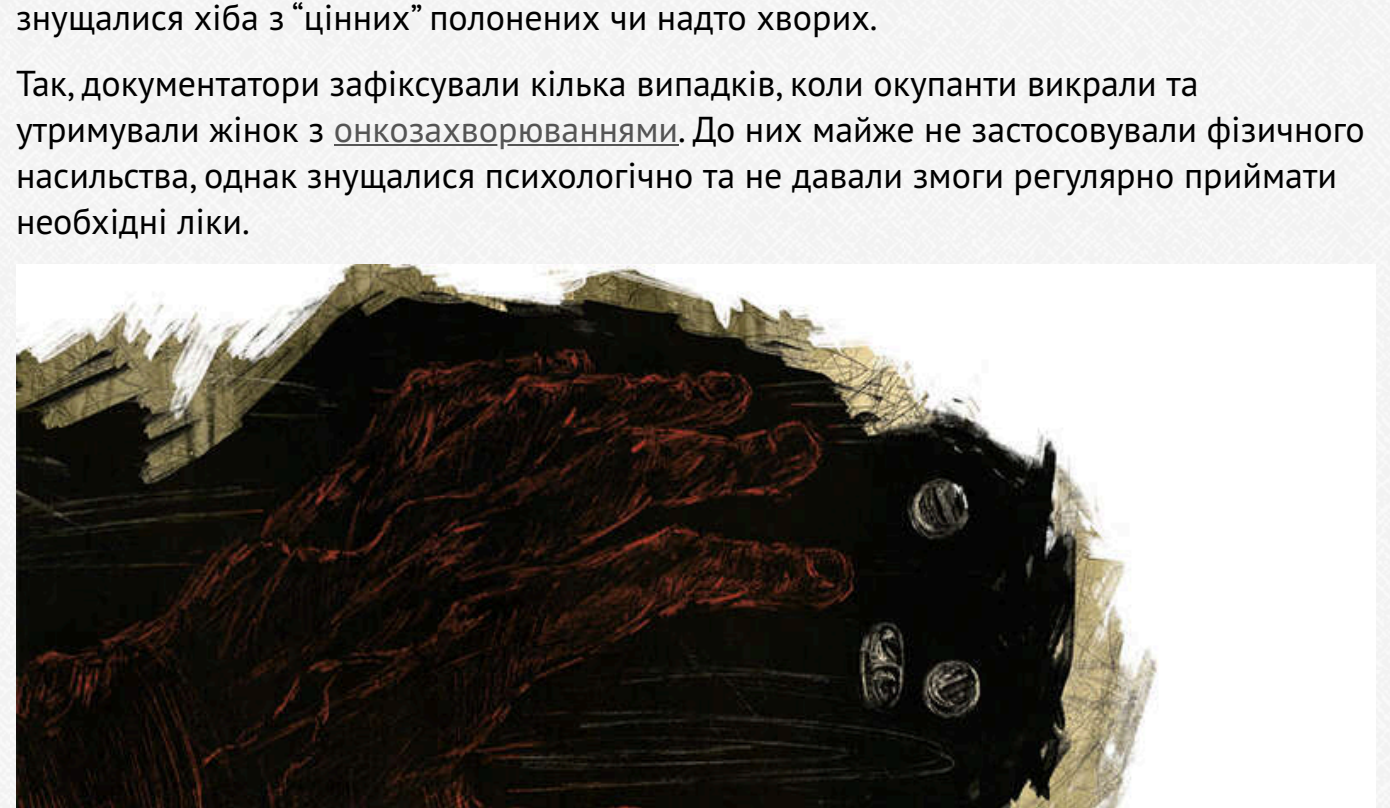 знущалися хіба з “цінних” полонених чи надто хворих.
Так, документатори зафіксували кілька випадків, коли окупанти викрали та
утримували жінок з онкозахворюваннями. До них майже не застосовували фізичного
насильства, однак знущалися психологічно та не давали змоги регулярно приймати
необхідні ліки.